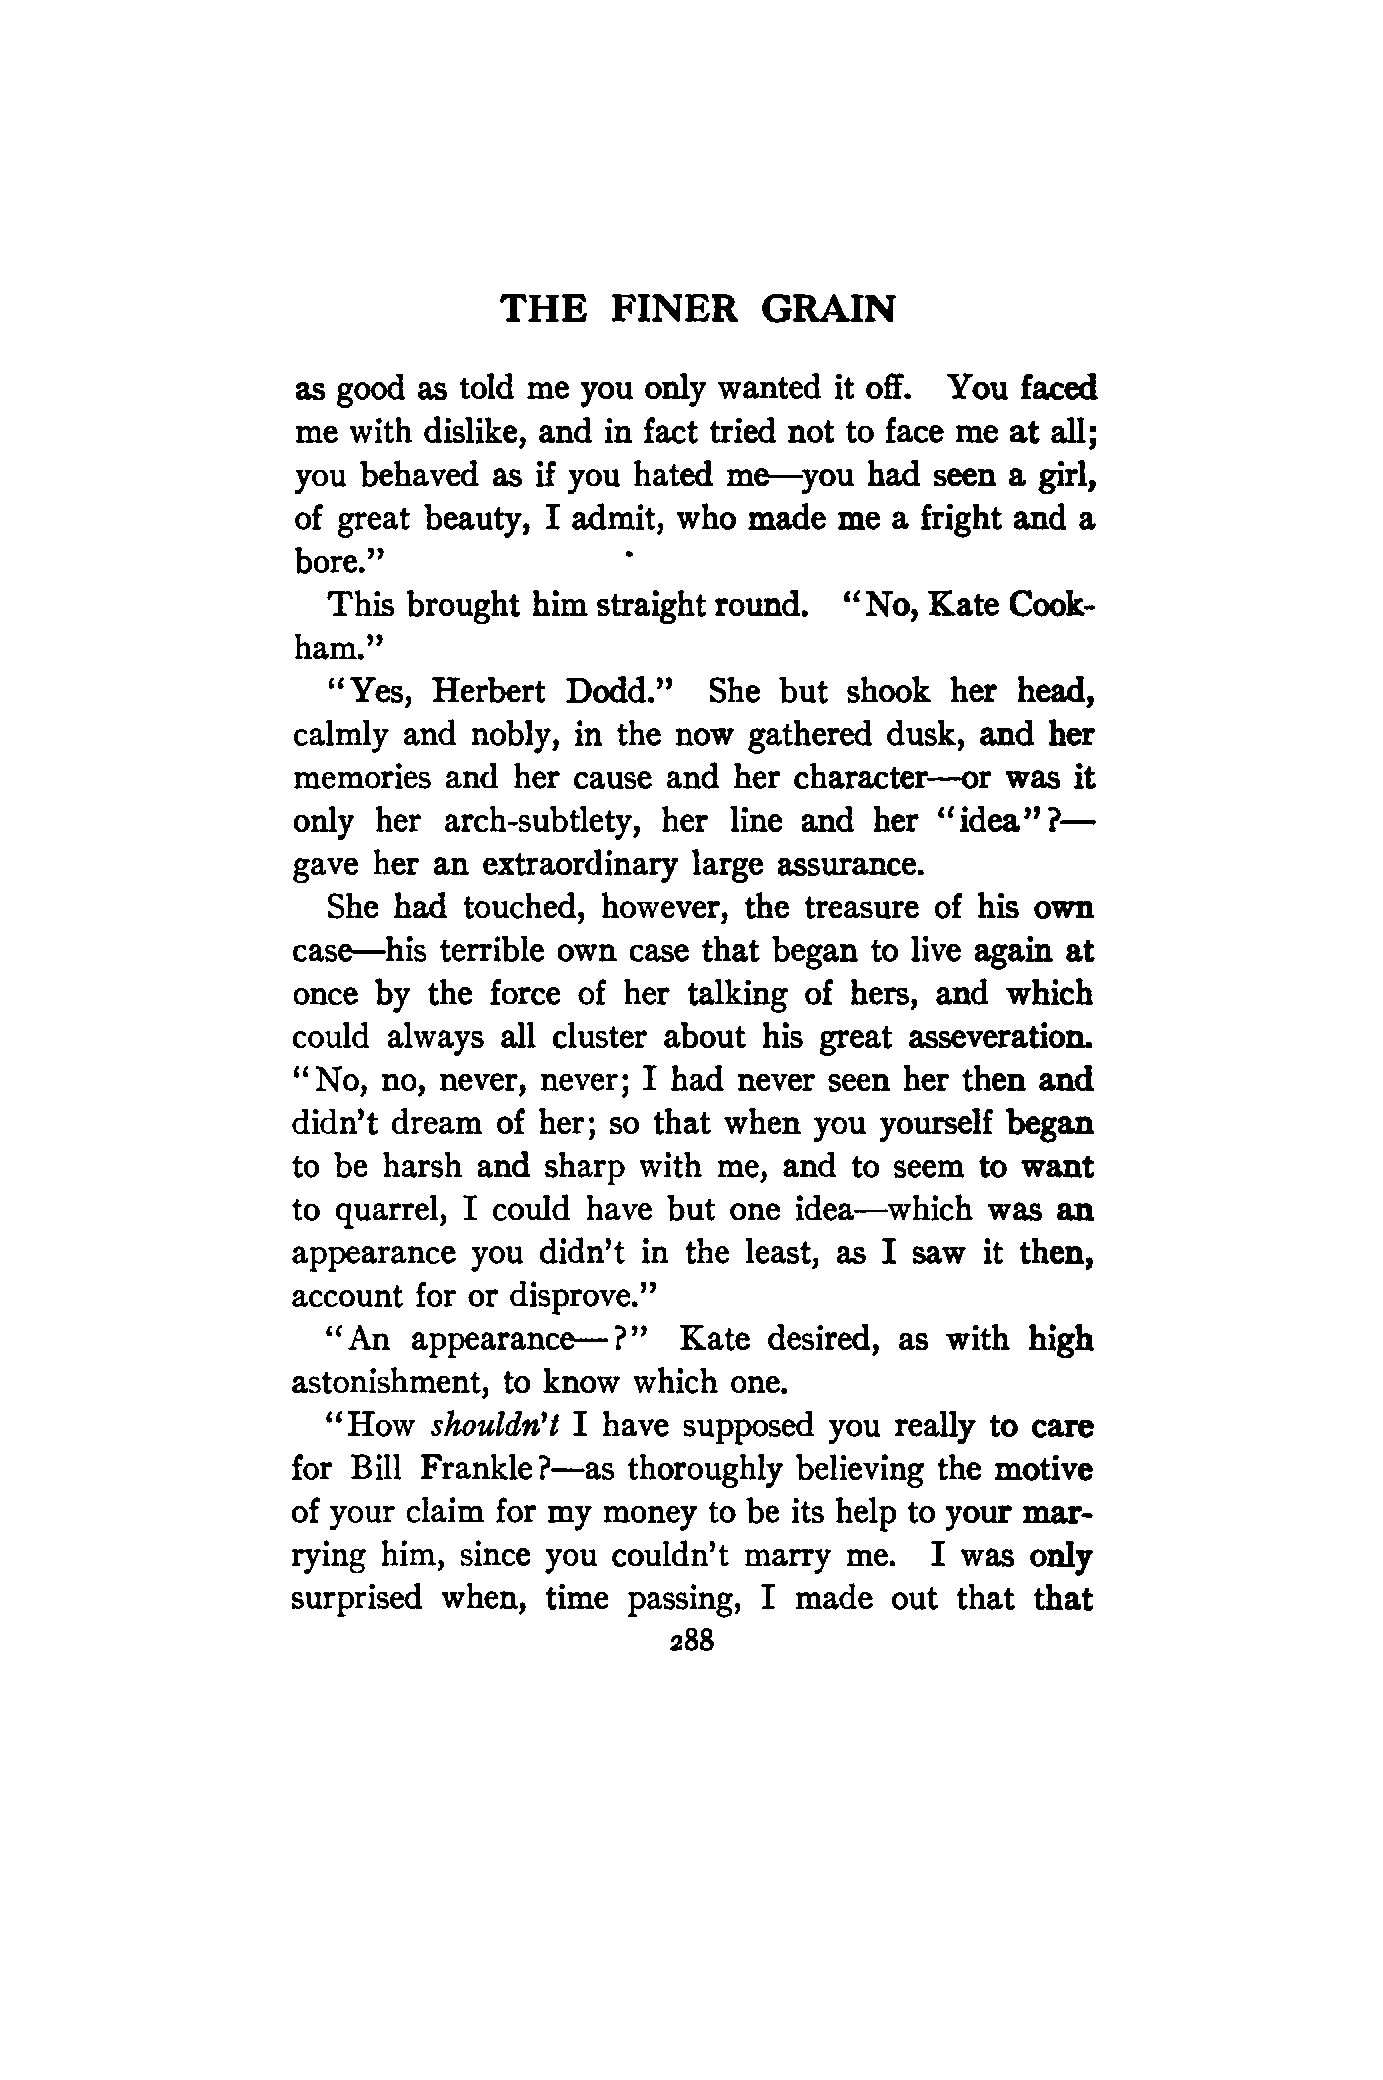 THE FINER GRAIN
as good as told me you only wanted it off. You faced
me with dislike, and in fact tried not to face me at all;
you behaved as if you hated me—you had seen a girl,
of great beauty, I admit, who made me a fright and a
bore.”
This brought him straight round. “No, Kate Cook-
ham.”
“Yes, Herbert Dodd.” She but shook her head,
calmly and nobly, in the now gathered dusk, and her
memories and her cause and her character—or was it
only her arch-subtlety, her line and her “idea”?—
gave her an extraordinary large assurance.
She had touched, however, the treasure of his own
case—his terrible own case that began to live again at
once by the force of her talking of hers, and which
could always all cluster about his great asseveration.
“No, no, never, never; I had never seen her then and
didn’t dream of her; so that when you yourself began
to be harsh and sharp with me, and to seem to want
to quarrel, I could have but one idea—which was an
appearance you didn’t in the least, as I saw it then,
account for or disprove.”
“An appearance—?” Kate desired, as with high
astonishment, to know which one.
“How shouldn’t I have supposed you really to care
for Bill Frankle?—as thoroughly believing the motive
of your claim for my money to be its help to your mar-
rying him, since you couldn’t marry me. I was only
surprised when, time passing, I made out that that
288